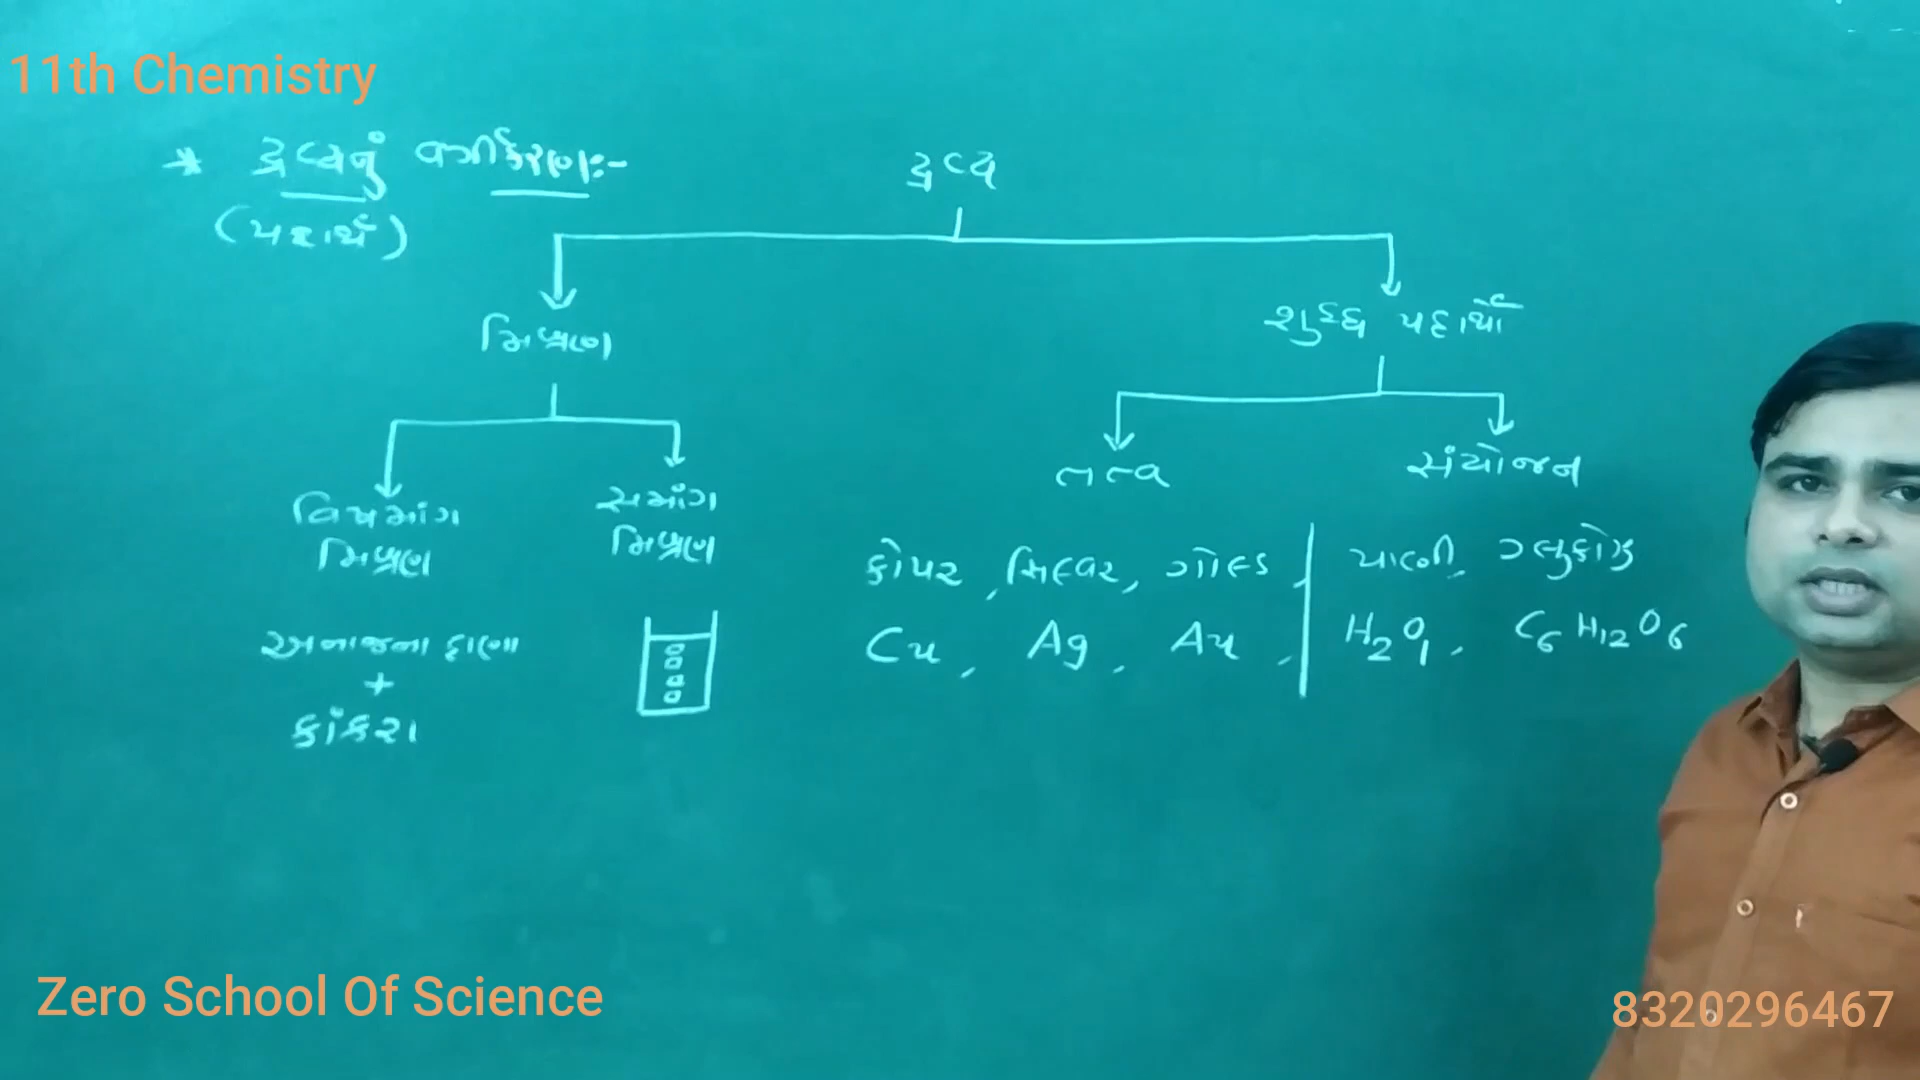 11th Chemistry
* દ્રવ્યનું વર્ગીકરણ:-
(પદાર્થ)
દ્રવ્ય
મિશ્રણ
શુદ્ધ પદાર્થો
વિષમાંગ મિશ્રણ
સમાંગ મિશ્રણ
તત્વ
સંયોજન
કોપર, સિલ્વર, ગોલ્ડ,
પાણી, ગ્લુકોઝ
Cu, Ag, Au,
H2O, C6H12O6
અનાજના દાણા
+
કાંકરા
Zero School Of Science
8320296467